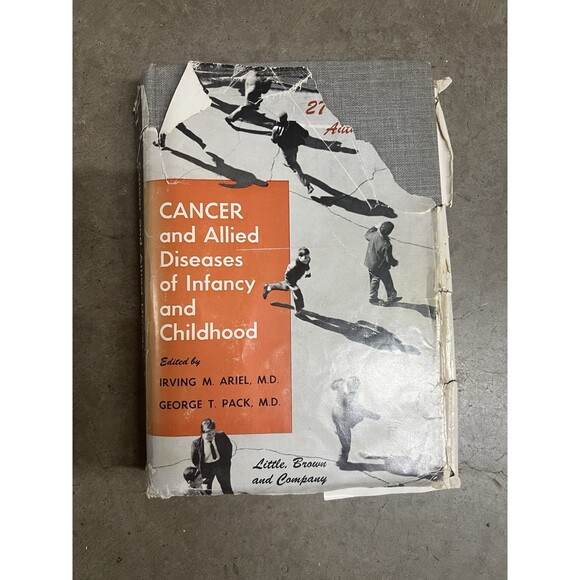 27
CANCER
and Allied
Diseases
of Infancy
and
Childhood
Edited by
IRVING M. ARIEL, M.D.
GEORGE T. PACK, M.D.
Little, Brown
and Company